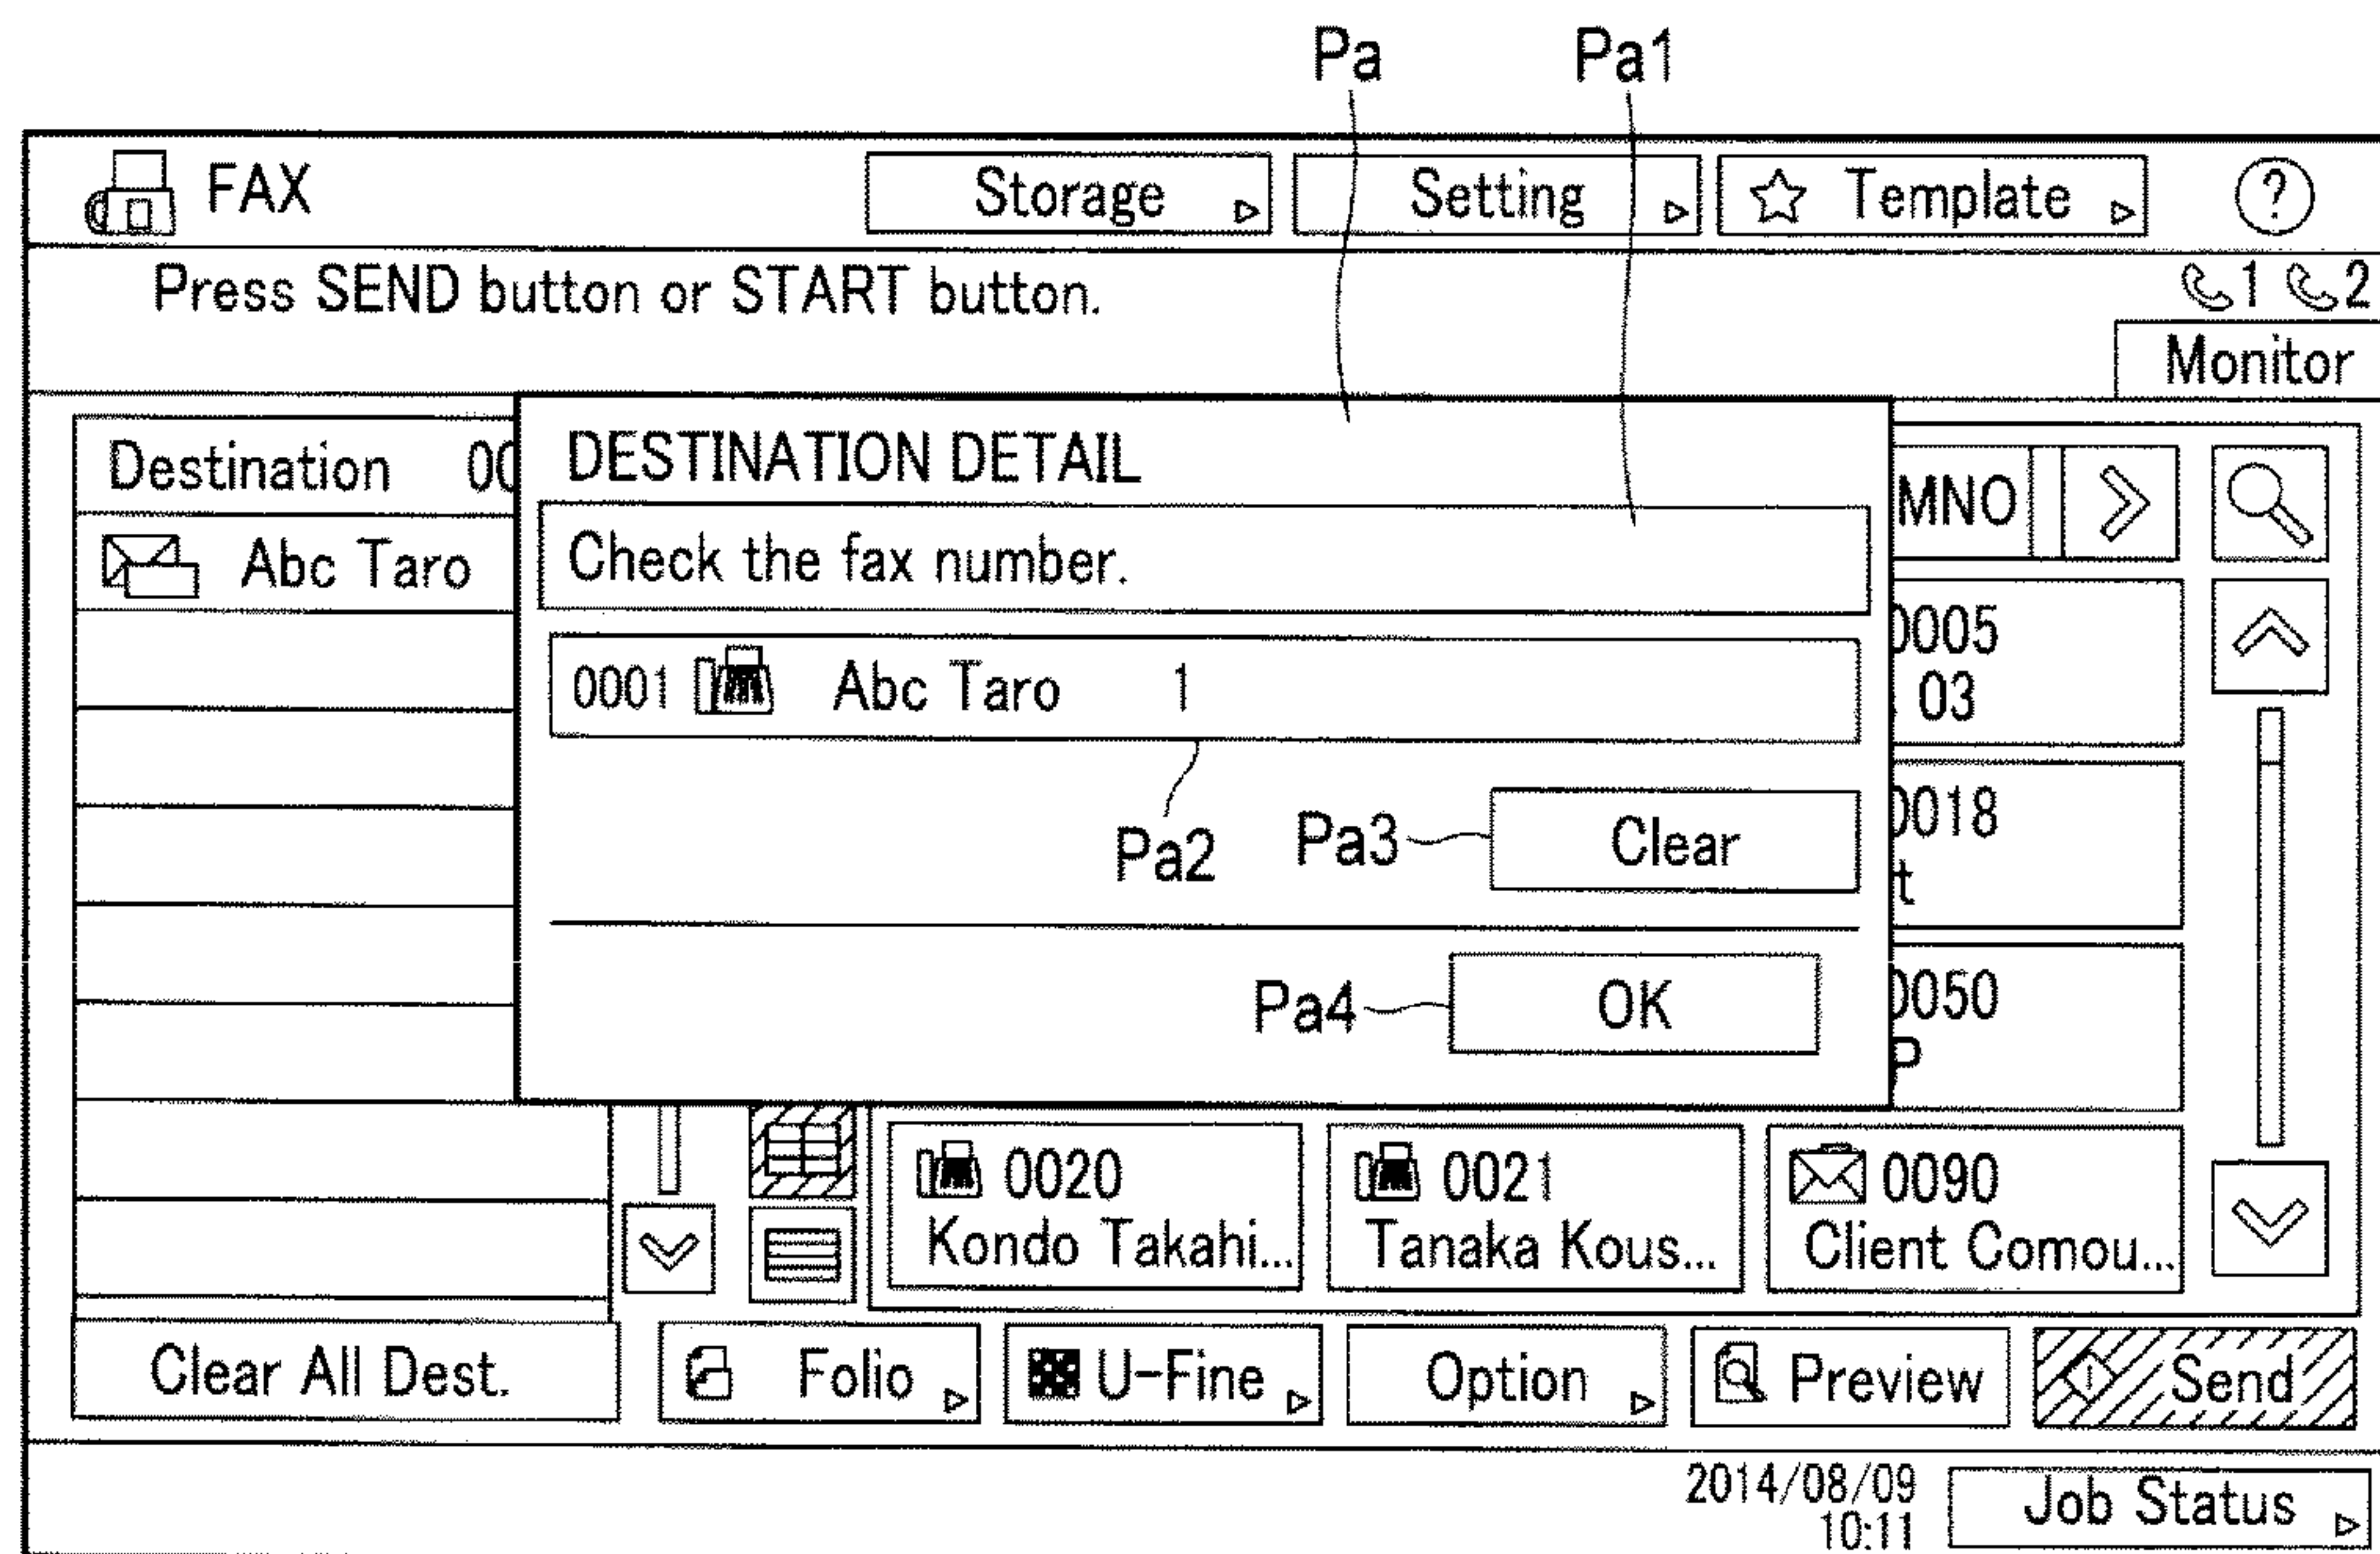 Pa Pa1
FAX Storage Setting Template ?
Press SEND button or START button. 1 2
Monitor
Destination 00
Abc Taro
DESTINATION DETAIL
Check the fax number.
0001 Abc Taro 1
Pa2
Pa3 Clear
Pa4 OK
MNO
0005
03
0018
t
0050
P
0020
Kondo Takahi...
0021
Tanaka Kous...
0090
Client Comou...
Clear All Dest. Folio U-Fine Option Preview Send
2014/08/09
10:11
Job Status